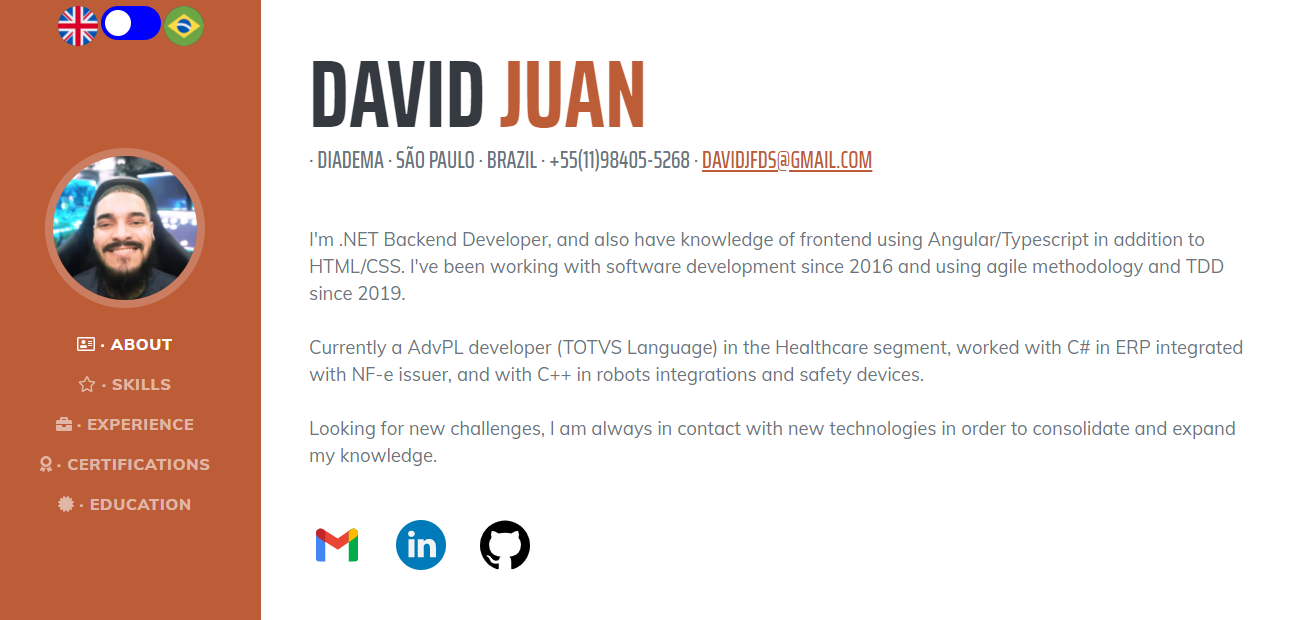 DAVID JUAN
· DIADEMA · SÃO PAULO · BRAZIL · +55(11)98405-5268 · DAVIDJFDS@GMAIL.COM
I'm .NET Backend Developer, and also have knowledge of frontend using Angular/Typescript in addition to
HTML/CSS. I've been working with software development since 2016 and using agile methodology and TDD
since 2019.
Currently a AdvPL developer (TOTVS Language) in the Healthcare segment, worked with C# in ERP integrated
with NF-e issuer, and with C++ in robots integrations and safety devices.
Looking for new challenges, I am always in contact with new technologies in order to consolidate and expand
my knowledge.
· ABOUT
· SKILLS
· EXPERIENCE
· CERTIFICATIONS
· EDUCATION
in